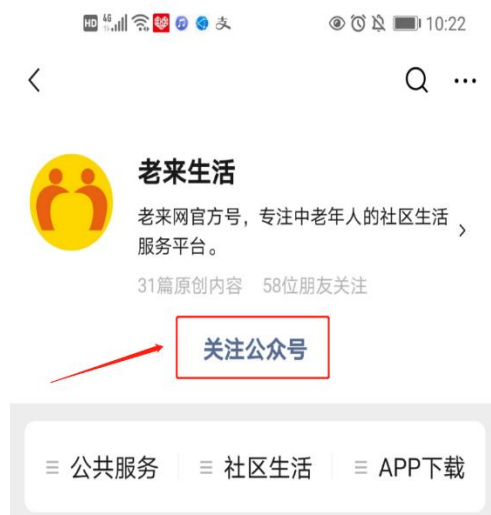 HD 4G 支 10:22
老来生活
老来网官方号，专注中老年人的社区生活
服务平台。
31篇原创内容 58位朋友关注
关注公众号
公共服务 社区生活 APP下载